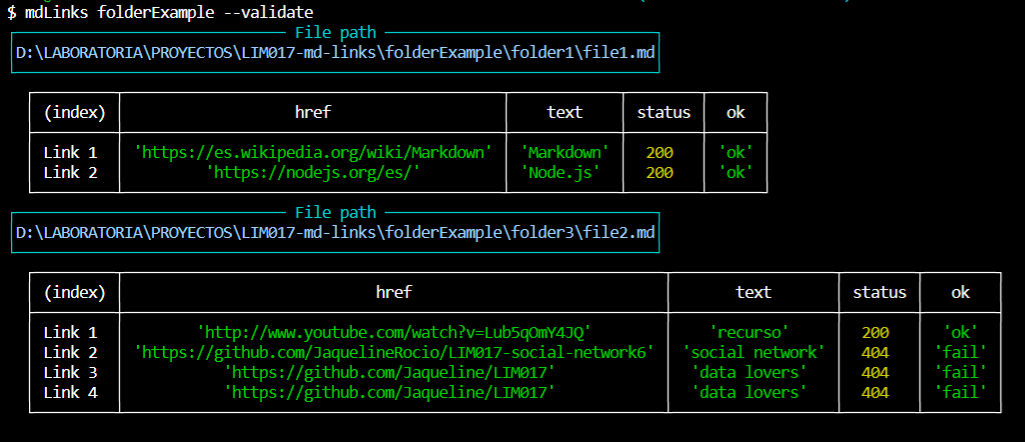 $ mdLinks folderExample --validate
File path
D:\LABORATORIA\PROYECTOS\LIM017-md-links\folderExample\folder1\file1.md
(index) href text status ok
Link 1 'https://es.wikipedia.org/wiki/Markdown' 'Markdown' 200 'ok'
Link 2 'https://nodejs.org/es/' 'Node.js' 200 'ok'
File path
D:\LABORATORIA\PROYECTOS\LIM017-md-links\folderExample\folder3\file2.md
(index) href text status ok
Link 1 'http://www.youtube.com/watch?v=Lub5qOmY4JQ' 'recurso' 200 'ok'
Link 2 'https://github.com/JaquelineRocio/LIM017-social-network6' 'social network' 404 'fail'
Link 3 'https://github.com/Jaqueline/LIM017' 'data lovers' 404 'fail'
Link 4 'https://github.com/Jaqueline/LIM017' 'data lovers' 404 'fail'